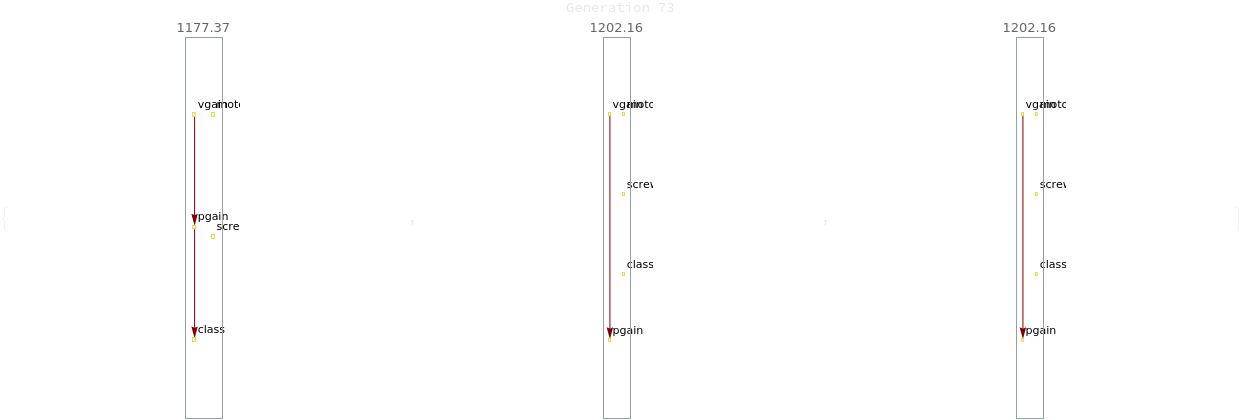 Generation 73
1177.37
vgain
pgain
class
1202.16
vgain
class
pgain
1202.16
vgain
class
pgain